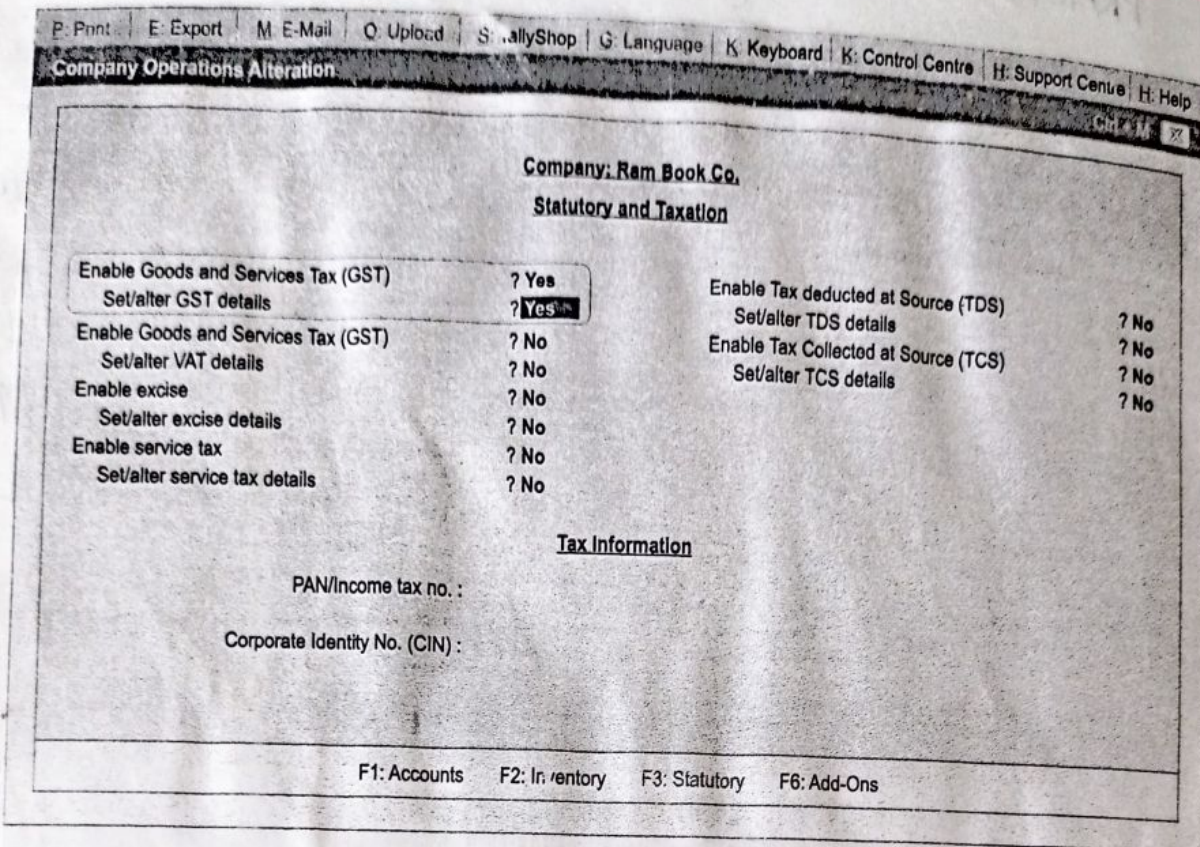 P: Print E: Export M: E-Mail O: Upload S: allyShop G: Language K: Keyboard K: Control Centre H: Support Centre H: Help
Company Operations Alteration
Ctrl + M
Company: Ram Book Co.
Statutory and Taxation
Enable Goods and Services Tax (GST) ? Yes
Set/alter GST details ? Yes
Enable Goods and Services Tax (GST) ? No
Set/alter VAT details ? No
Enable excise ? No
Set/alter excise details ? No
Enable service tax ? No
Set/alter service tax details ? No
Enable Tax deducted at Source (TDS) ? No
Set/alter TDS details ? No
Enable Tax Collected at Source (TCS) ? No
Set/alter TCS details ? No
Tax Information
PAN/Income tax no. :
Corporate Identity No. (CIN) :
F1: Accounts F2: Inventory F3: Statutory F6: Add-Ons